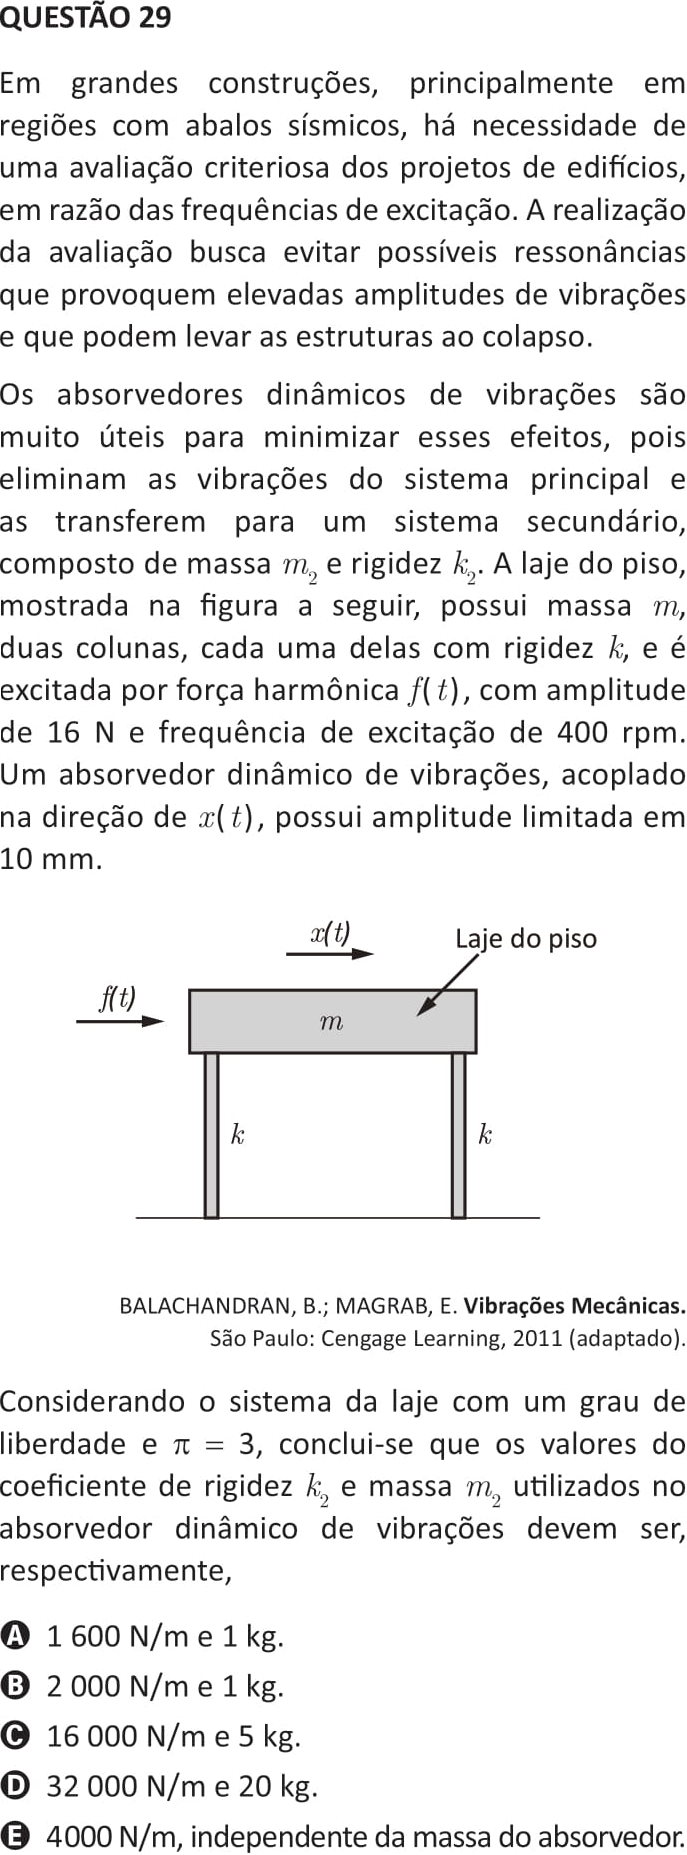 QUESTÃO 29
Em grandes construções, principalmente em
regiões com abalos sísmicos, há necessidade de
uma avaliação criteriosa dos projetos de edifícios,
em razão das frequências de excitação. A realização
da avaliação busca evitar possíveis ressonâncias
que provoquem elevadas amplitudes de vibrações
e que podem levar as estruturas ao colapso.
Os absorvedores dinâmicos de vibrações são
muito úteis para minimizar esses efeitos, pois
eliminam as vibrações do sistema principal e
as transferem para um sistema secundário,
composto de massa m₂ e rigidez k₂. A laje do piso,
mostrada na figura a seguir, possui massa m,
duas colunas, cada uma delas com rigidez k, e é
excitada por força harmônica f(t), com amplitude
de 16 N e frequência de excitação de 400 rpm.
Um absorvedor dinâmico de vibrações, acoplado
na direção de x(t), possui amplitude limitada em
10 mm.
x(t)
Laje do piso
f(t)
m
k k
BALACHANDRAN, B.; MAGRAB, E. Vibrações Mecânicas.
São Paulo: Cengage Learning, 2011 (adaptado).
Considerando o sistema da laje com um grau de
liberdade e π = 3, conclui-se que os valores do
coeficiente de rigidez k₂ e massa m₂ utilizados no
absorvedor dinâmico de vibrações devem ser,
respectivamente,
A 1 600 N/m e 1 kg.
B 2 000 N/m e 1 kg.
C 16 000 N/m e 5 kg.
D 32 000 N/m e 20 kg.
E 4000 N/m, independente da massa do absorvedor.